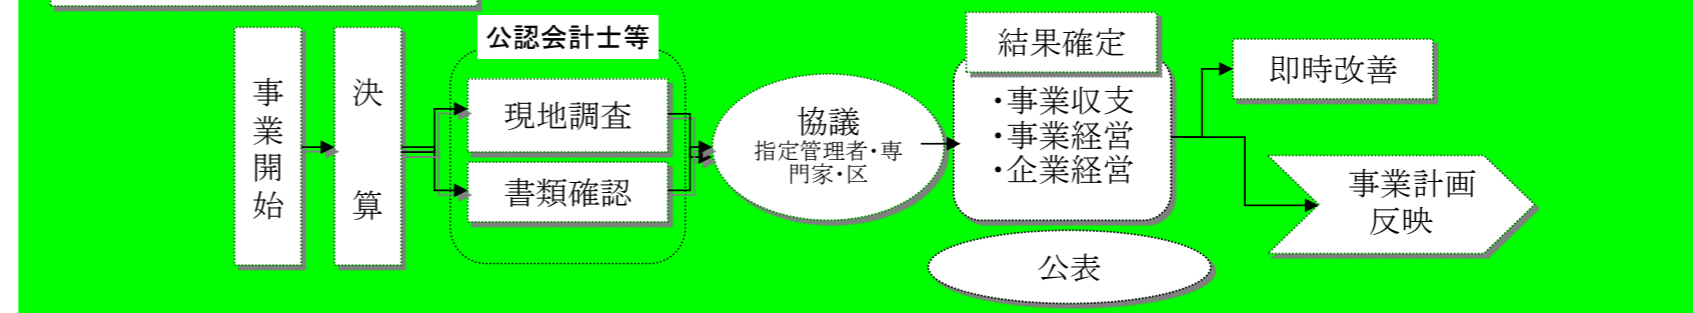 事業開始
決算
公認会計士等
現地調査
書類確認
協議
指定管理者・専
門家・区
結果確定
・事業収支
・事業経営
・企業経営
公表
即時改善
事業計画
反映